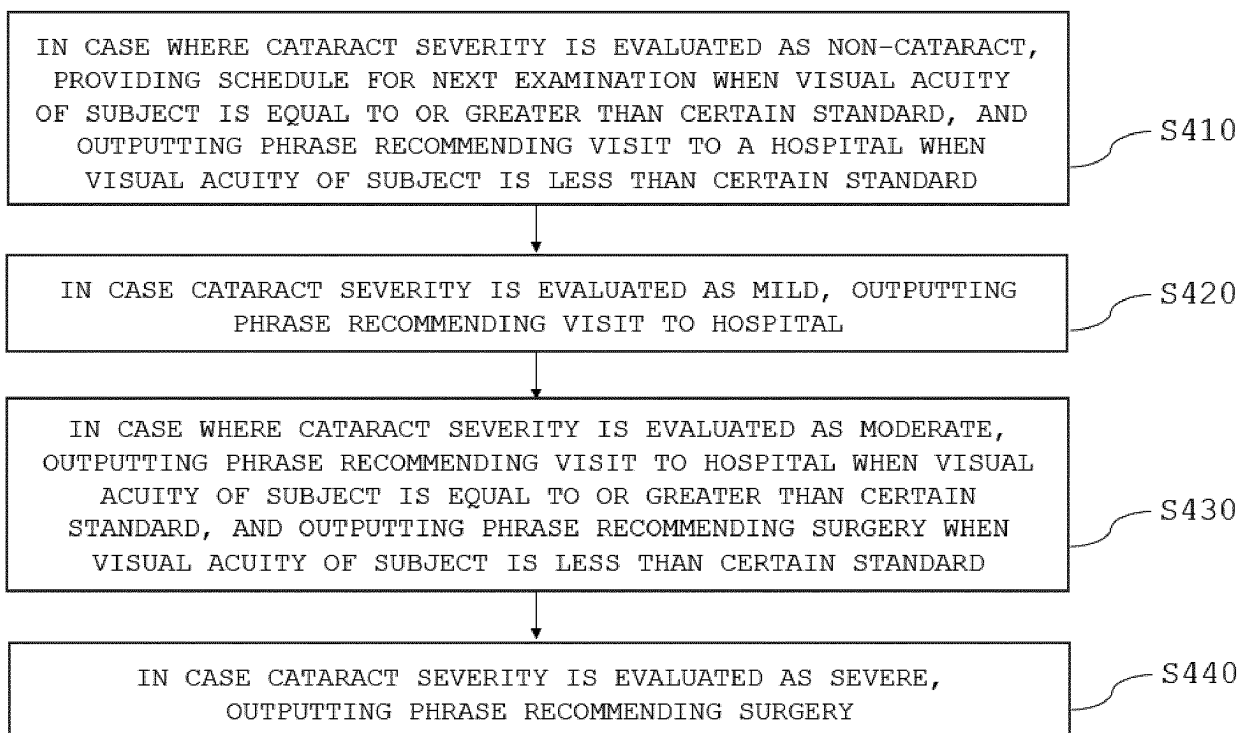 IN CASE WHERE CATARACT SEVERITY IS EVALUATED AS NON-CATARACT,
PROVIDING SCHEDULE FOR NEXT EXAMINATION WHEN VISUAL ACUITY
OF SUBJECT IS EQUAL TO OR GREATER THAN CERTAIN STANDARD, AND
OUTPUTTING PHRASE RECOMMENDING VISIT TO A HOSPITAL WHEN
VISUAL ACUITY OF SUBJECT IS LESS THAN CERTAIN STANDARD
S410
IN CASE CATARACT SEVERITY IS EVALUATED AS MILD, OUTPUTTING
PHRASE RECOMMENDING VISIT TO HOSPITAL
S420
IN CASE WHERE CATARACT SEVERITY IS EVALUATED AS MODERATE,
OUTPUTTING PHRASE RECOMMENDING VISIT TO HOSPITAL WHEN VISUAL
ACUITY OF SUBJECT IS EQUAL TO OR GREATER THAN CERTAIN
STANDARD, AND OUTPUTTING PHRASE RECOMMENDING SURGERY WHEN
VISUAL ACUITY OF SUBJECT IS LESS THAN CERTAIN STANDARD
S430
IN CASE CATARACT SEVERITY IS EVALUATED AS SEVERE,
OUTPUTTING PHRASE RECOMMENDING SURGERY
S440